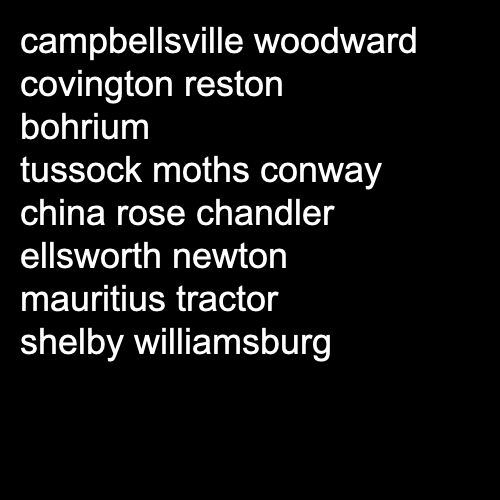 campbellsville woodward
covington reston
bohrium
tussock moths conway
china rose chandler
ellsworth newton
mauritius tractor
shelby williamsburg